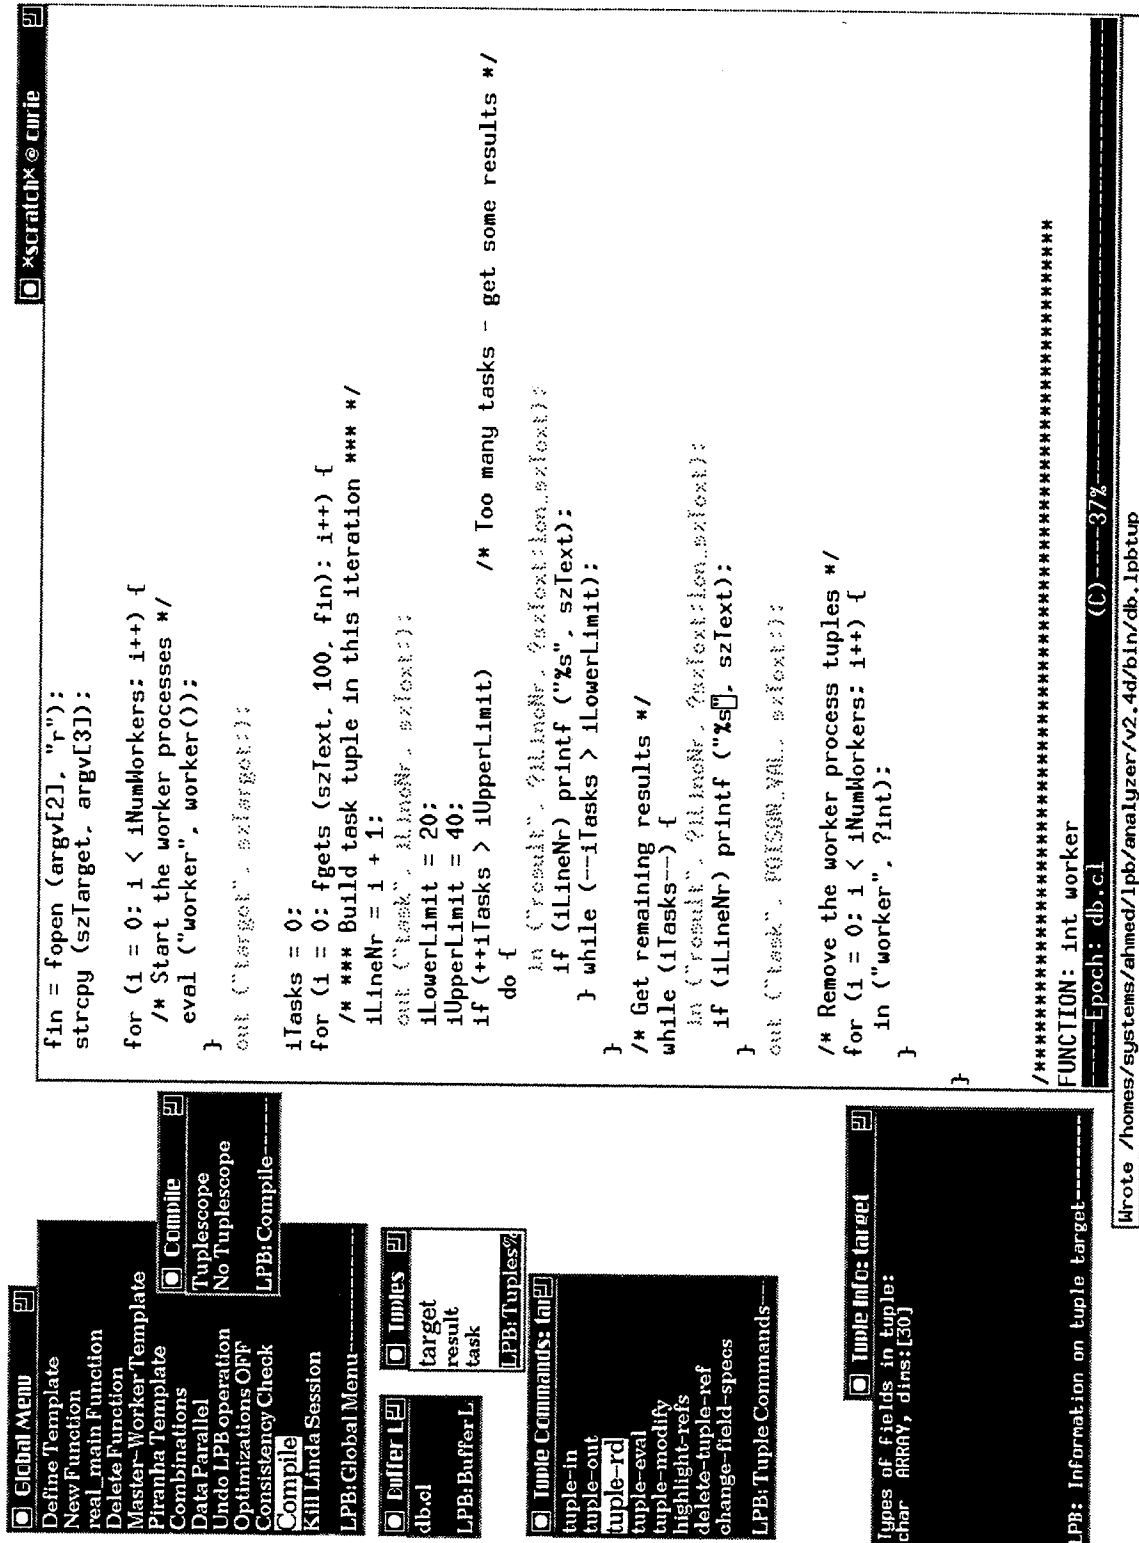 Global Menu
Define Template
New Function
real_main Function
Delete Function
Master-Worker Template
Piranha Template
Combinations
Data Parallel
Undo LPB operation
Optimizations OFF
Consistency Check
Compile
Kill Linda Session
LPB: Global Menu
Compile
Tuplescope
No Tuplescope
LPB: Compile
Buffer L
db.cl
LPB: Buffer L
Tuples
target
result
task
LPB: Tuples%
Tuple Commands: tar
tuple-in
tuple-out
tuple-rd
tuple-eval
tuple-modify
highlight-refs
delete-tuple-ref
change-field-specs
LPB: Tuple Commands
Tuple Info: target
Types of fields in tuple:
char ARRAY, dims:[30]
LPB: Information on tuple target
*scratch* @ curie
fin = fopen (argv[2], "r");
strcpy (szTarget, argv[3]);
for (i = 0; i < iNumWorkers; i++) {
/* Start the worker processes */
eval ("worker", worker());
}
out ("target", szTarget:);
iTasks = 0;
for (i = 0; fgets (szText, 100, fin); i++) {
/* *** Build task tuple in this iteration *** */
iLineNr = i + 1;
out ("task", iLineNr, szText:);
iLowerLimit = 20;
iUpperLimit = 40;
if (++iTasks > iUpperLimit) /* Too many tasks - get some results */
do {
in ("result", ?iLineNr, ?szText:len_szText);
if (iLineNr) printf ("%s", szText);
} while (--iTasks > iLowerLimit);
}
/* Get remaining results */
while (iTasks--) {
in ("result", ?iLineNr, ?szText:len_szText);
if (iLineNr) printf ("%s", szText);
}
out ("task", POISON_VAL, szText:);
/* Remove the worker process tuples */
for (i = 0; i < iNumWorkers; i++) {
in ("worker", ?int);
}
}
/****************************************************************************
FUNCTION: int worker
-----Epoch: db.cl (C)----37%
Wrote /homes/systems/ahmed/lpb/analyzer/v2.4d/bin/db.lpbtup